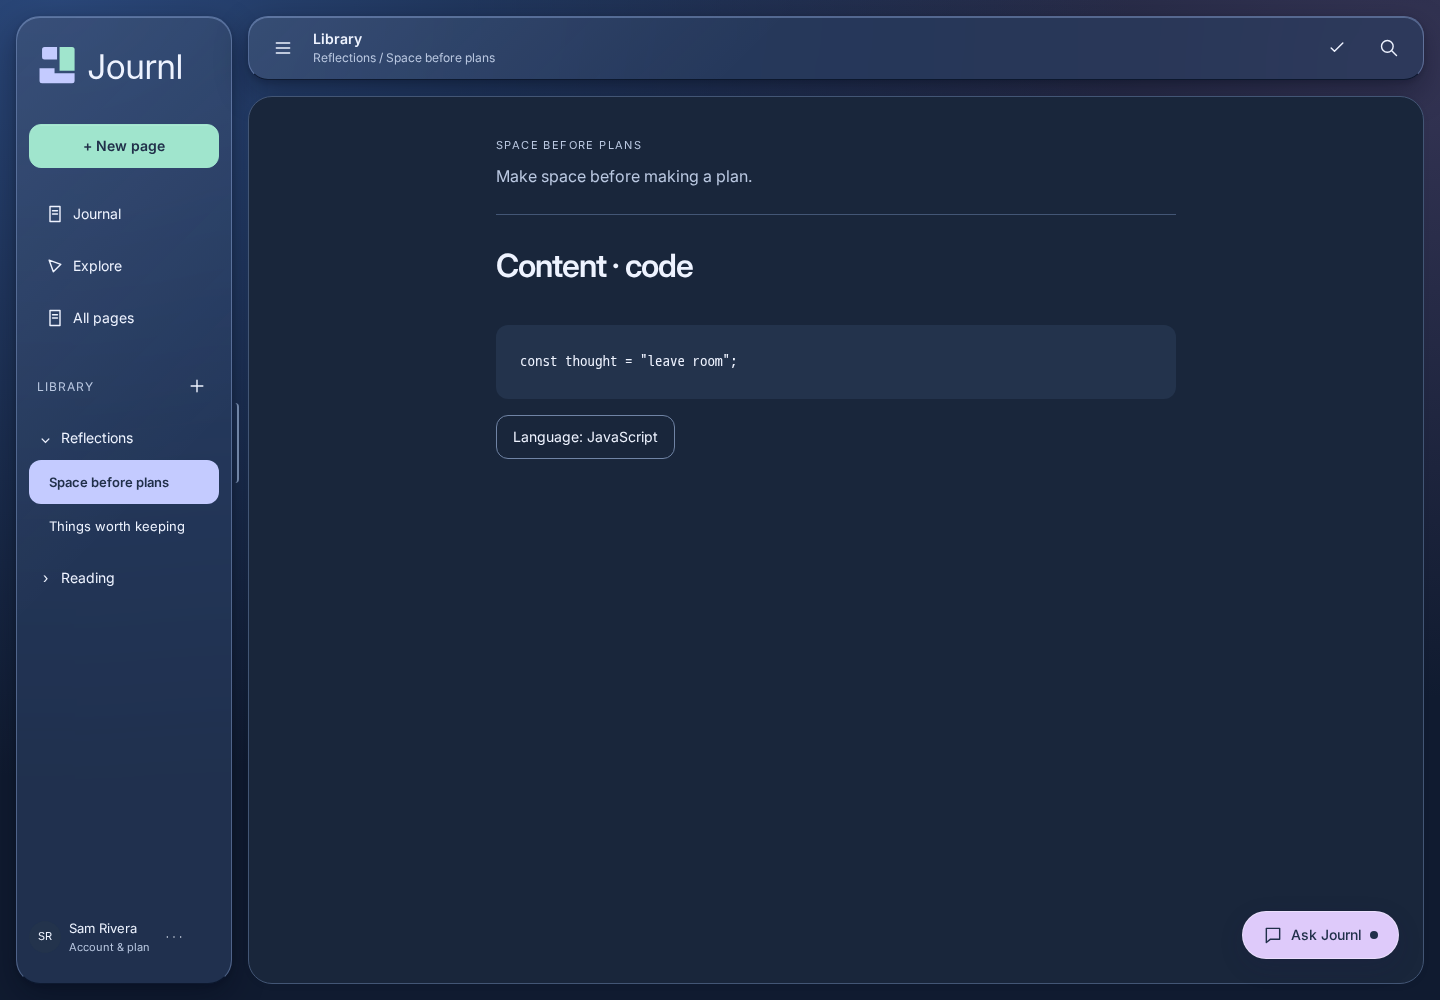 Journl
+ New page
Journal
Explore
All pages
LIBRARY
Reflections
Space before plans
Things worth keeping
Reading
SR
Sam Rivera
Account & plan
...
Library
Reflections / Space before plans
SPACE BEFORE PLANS
Make space before making a plan.
Content · code
const thought = "leave room";
Language: JavaScript
Ask Journl